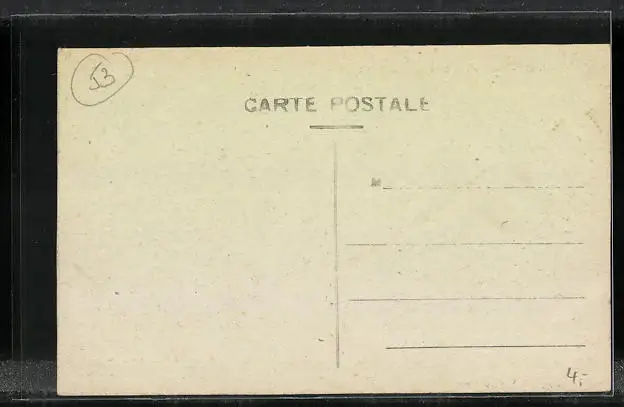 53
CARTE POSTALE
M
4,-